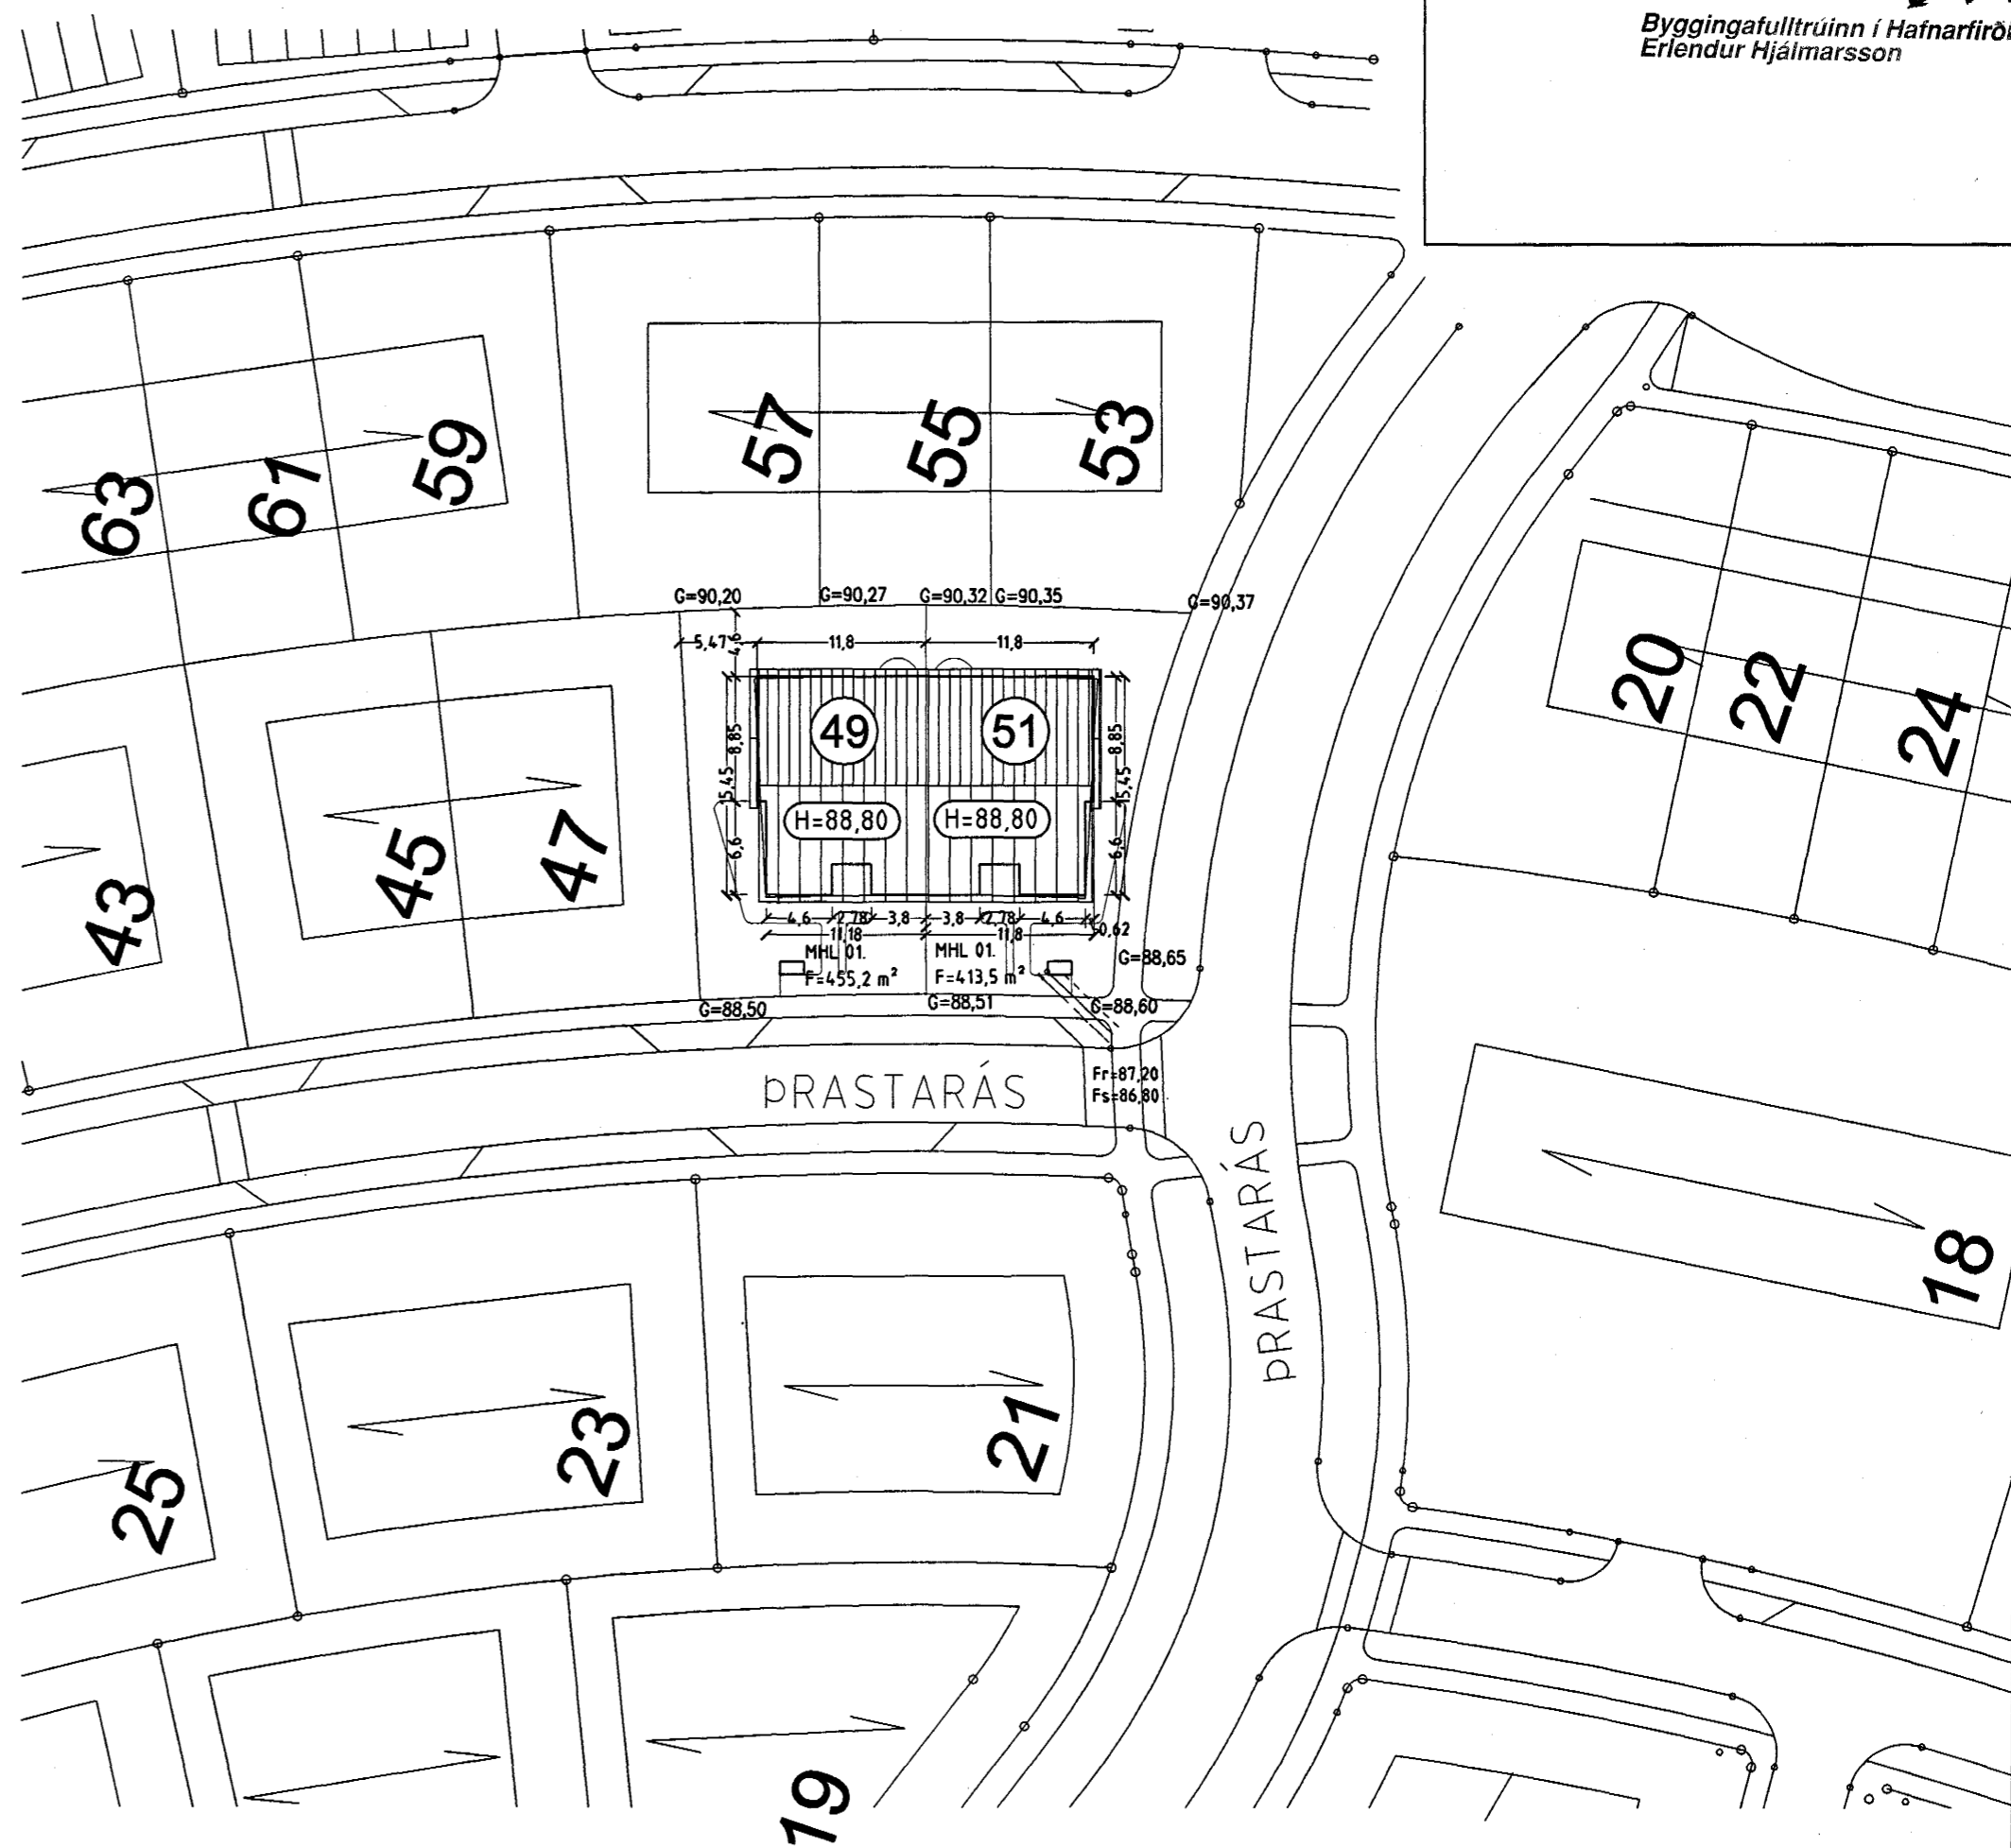 Byggingafulltrúinn í Hafnarfirði
Erlendur Hjálmarsson
57
55
53
59
61
63
G=90,20
G=90,27
G=90,32
G=90,35
G=90,37
5,47
11,8
11,8
20
22
24
49
51
8,85
8,85
15,45
15,45
H=88,80
H=88,80
6,6
6,6
47
45
43
4,6
2,78
3,8
3,8
2,78
4,6
0,62
11,18
11,8
MHL 01.
MHL 01.
F=455,2 m²
F=413,5 m²
G=88,65
G=88,50
G=88,51
G=88,60
Fr=87,20
Fs=86,80
ÞRASTARÁS
ÞRASTARÁS
18
21
23
25
19